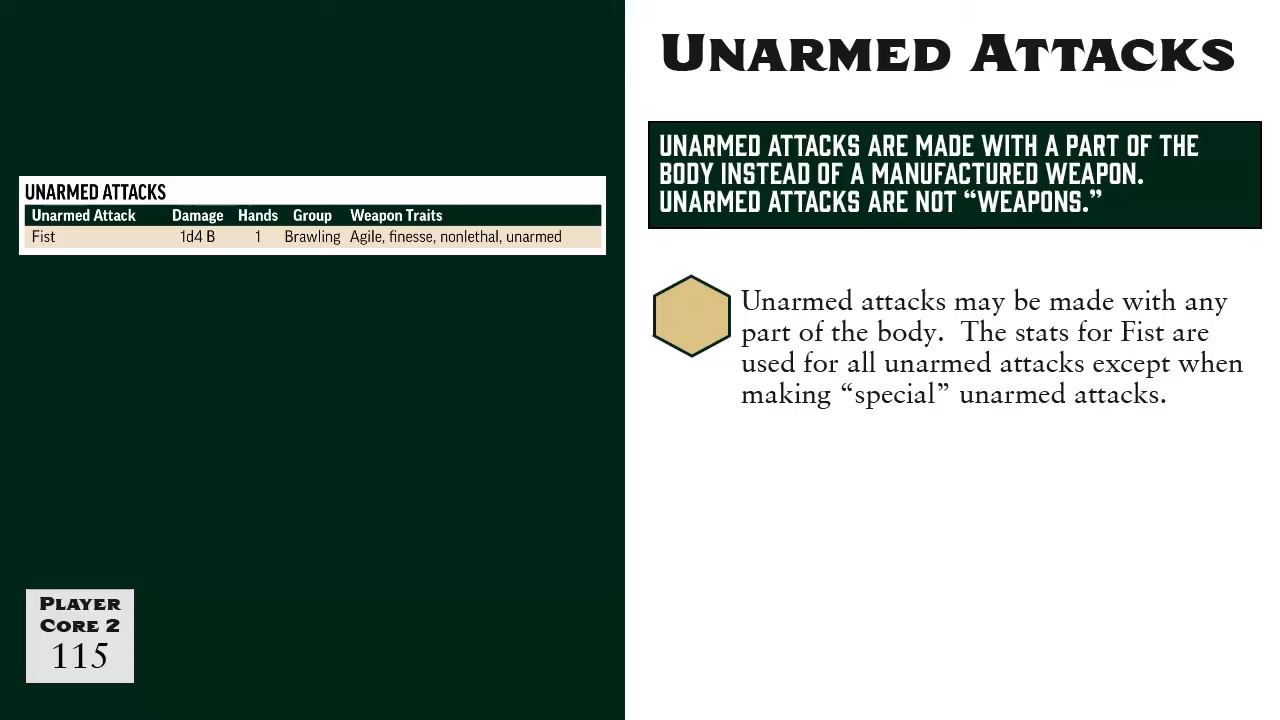 UNARMED ATTACKS
Unarmed Attack Damage Hands Group Weapon Traits
Fist 1d4 B 1 Brawling Agile, finesse, nonlethal, unarmed
PLAYER
CORE 2
115
UNARMED ATTACKS
UNARMED ATTACKS ARE MADE WITH A PART OF THE
BODY INSTEAD OF A MANUFACTURED WEAPON.
UNARMED ATTACKS ARE NOT “WEAPONS.”
Unarmed attacks may be made with any
part of the body.  The stats for Fist are
used for all unarmed attacks except when
making “special” unarmed attacks.